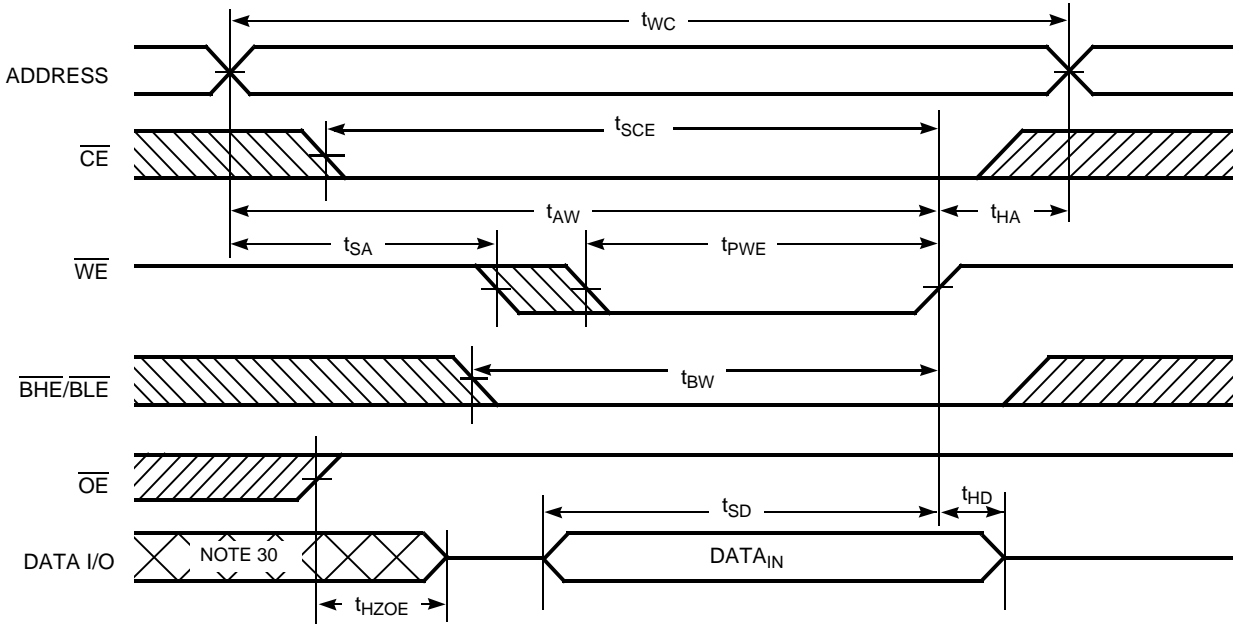 tWC
ADDRESS
tSCE
CE
tAW
tHA
tSA
tPWE
WE
tBW
BHE/BLE
OE
tSD
tHD
DATA I/O
NOTE 30
DATAIN
tHZOE